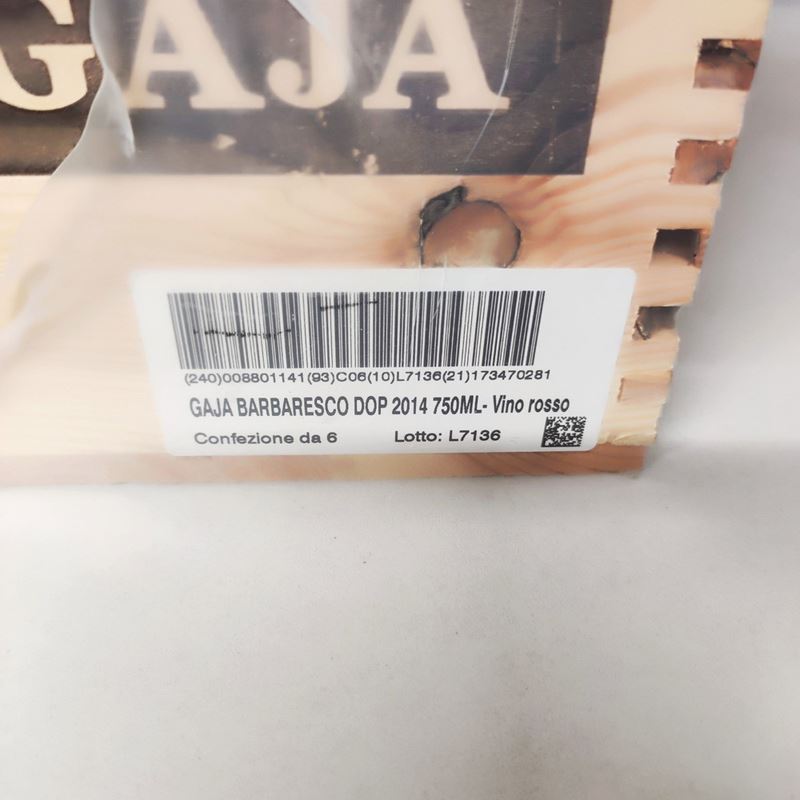 GAJA
(240)008801141(93)C06(10)L7136(21)173470281
GAJA BARBARESCO DOP 2014 750ML- Vino rosso
Confezione da 6 Lotto: L7136